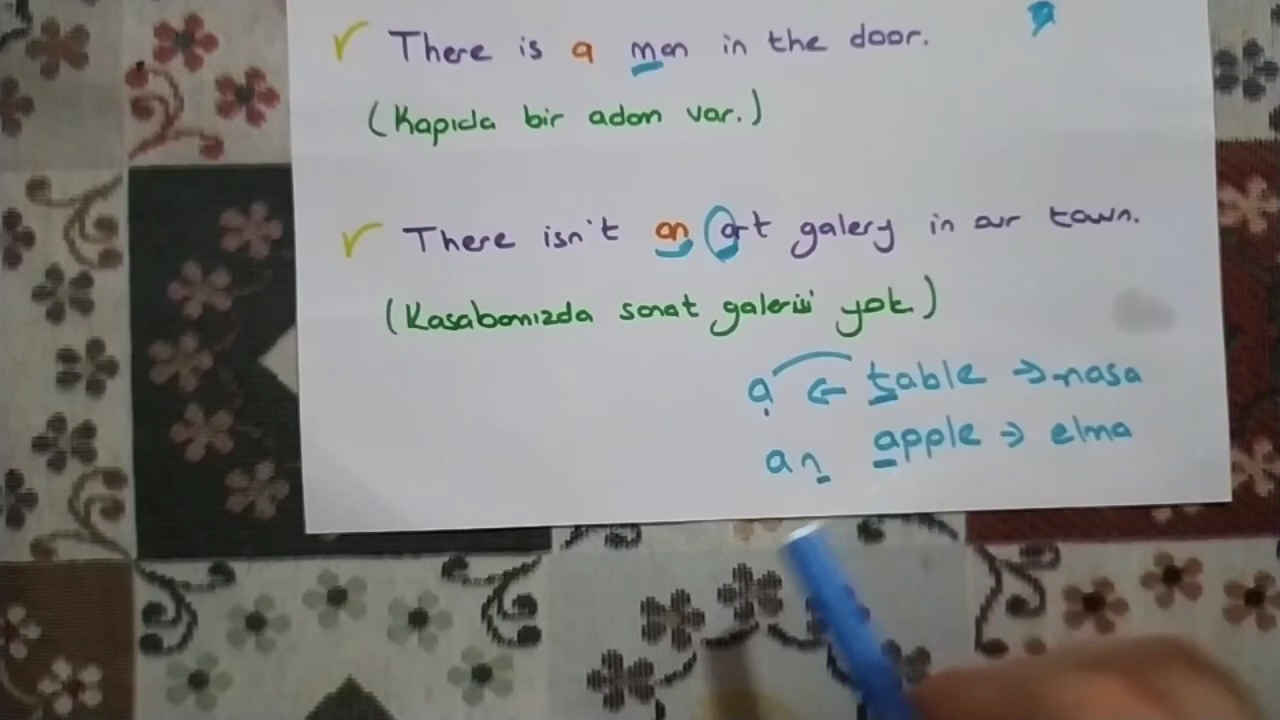 There is a man in the door.
(Kapıda bir adam var.)
There isn't an art galery in our town.
(Kasabamızda sanat galerisi yok)
a ← table → masa
an apple → elma